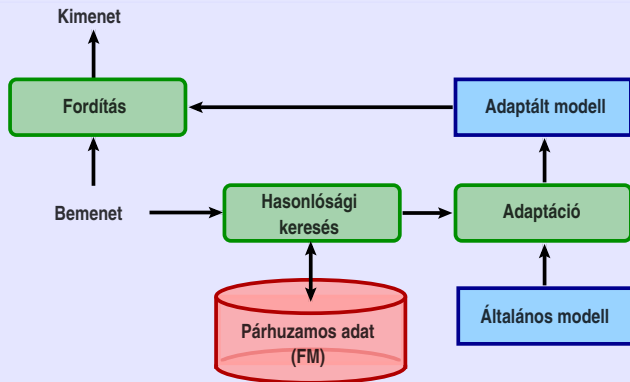 Kimenet
Fordítás
Adaptált modell
Bemenet
Hasonlósági
keresés
Adaptáció
Párhuzamos adat
(FM)
Általános modell